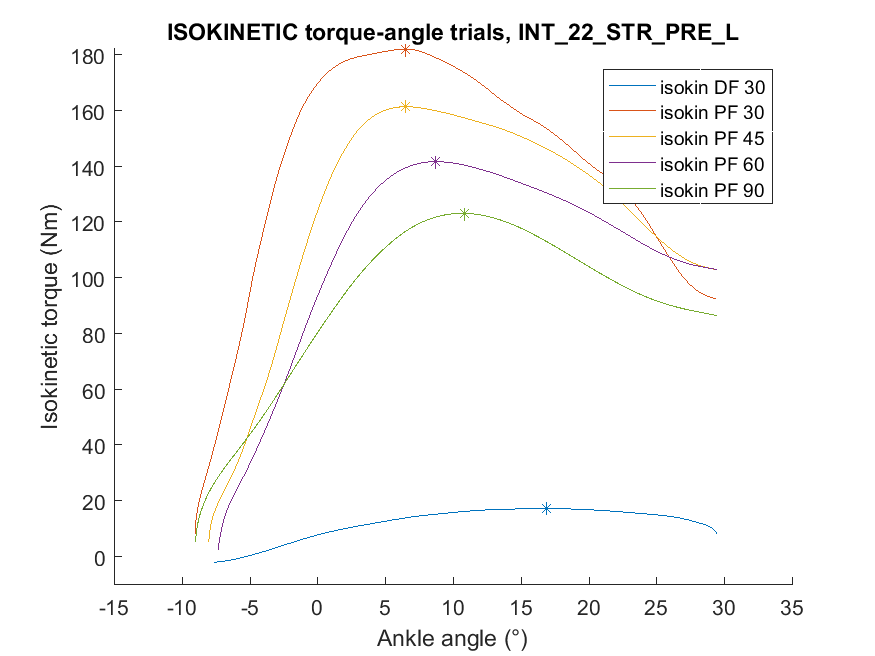 ISOKINETIC torque-angle trials, INT_22_STR_PRE_L
180
160
140
120
100
80
60
40
20
0
Isokinetic torque (Nm)
isokin DF 30
isokin PF 30
isokin PF 45
isokin PF 60
isokin PF 90
-15 -10 -5 0 5 10 15 20 25 30 35
Ankle angle (°)